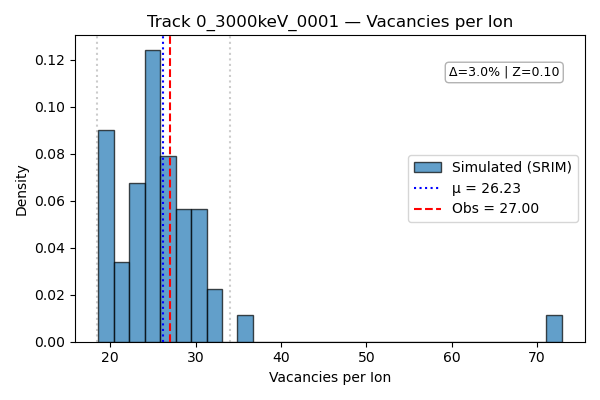 Track 0_3000keV_0001 — Vacancies per Ion
Δ=3.0% | Z=0.10
Simulated (SRIM)
μ = 26.23
Obs = 27.00
Density
0.12
0.10
0.08
0.06
0.04
0.02
0.00
20 30 40 50 60 70
Vacancies per Ion